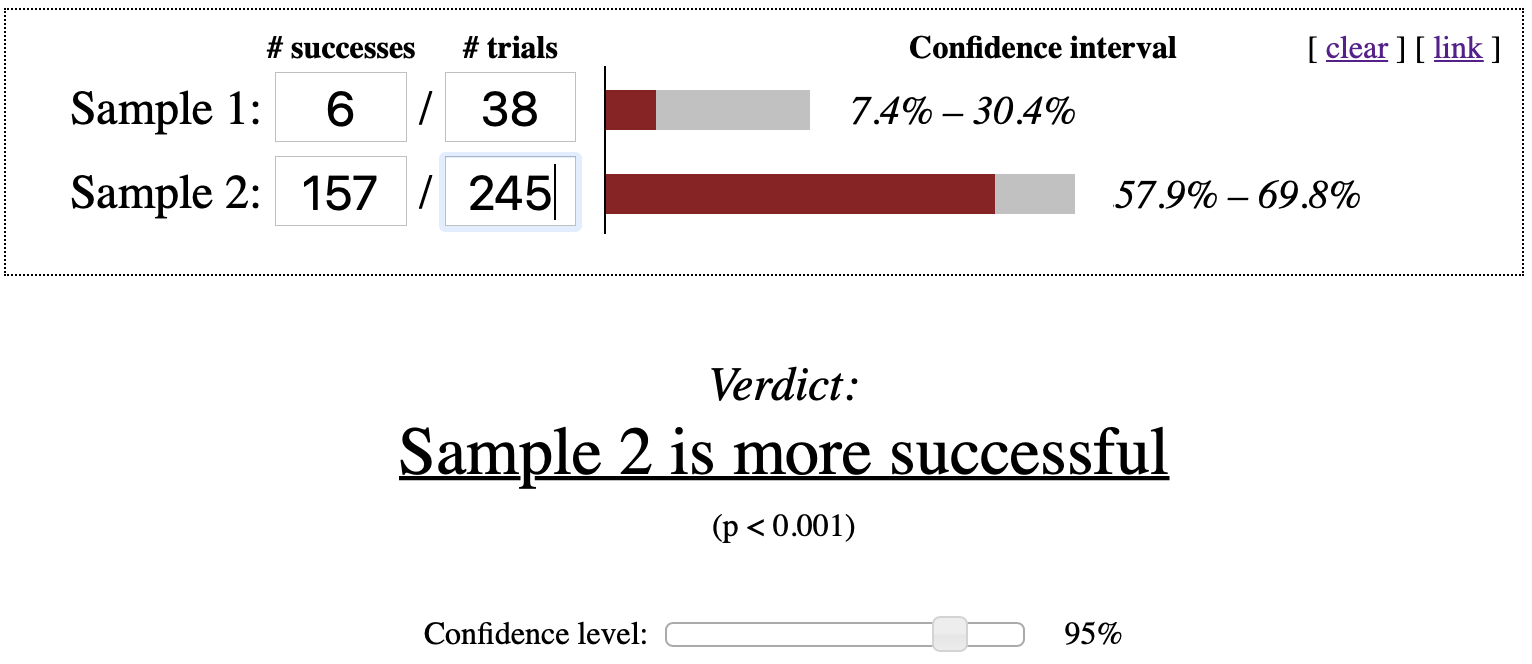 # successes # trials Confidence interval [ clear ] [ link ]
Sample 1: 6 / 38 7.4% – 30.4%
Sample 2: 157 / 245 57.9% – 69.8%
Verdict:
Sample 2 is more successful
(p < 0.001)
Confidence level: 95%